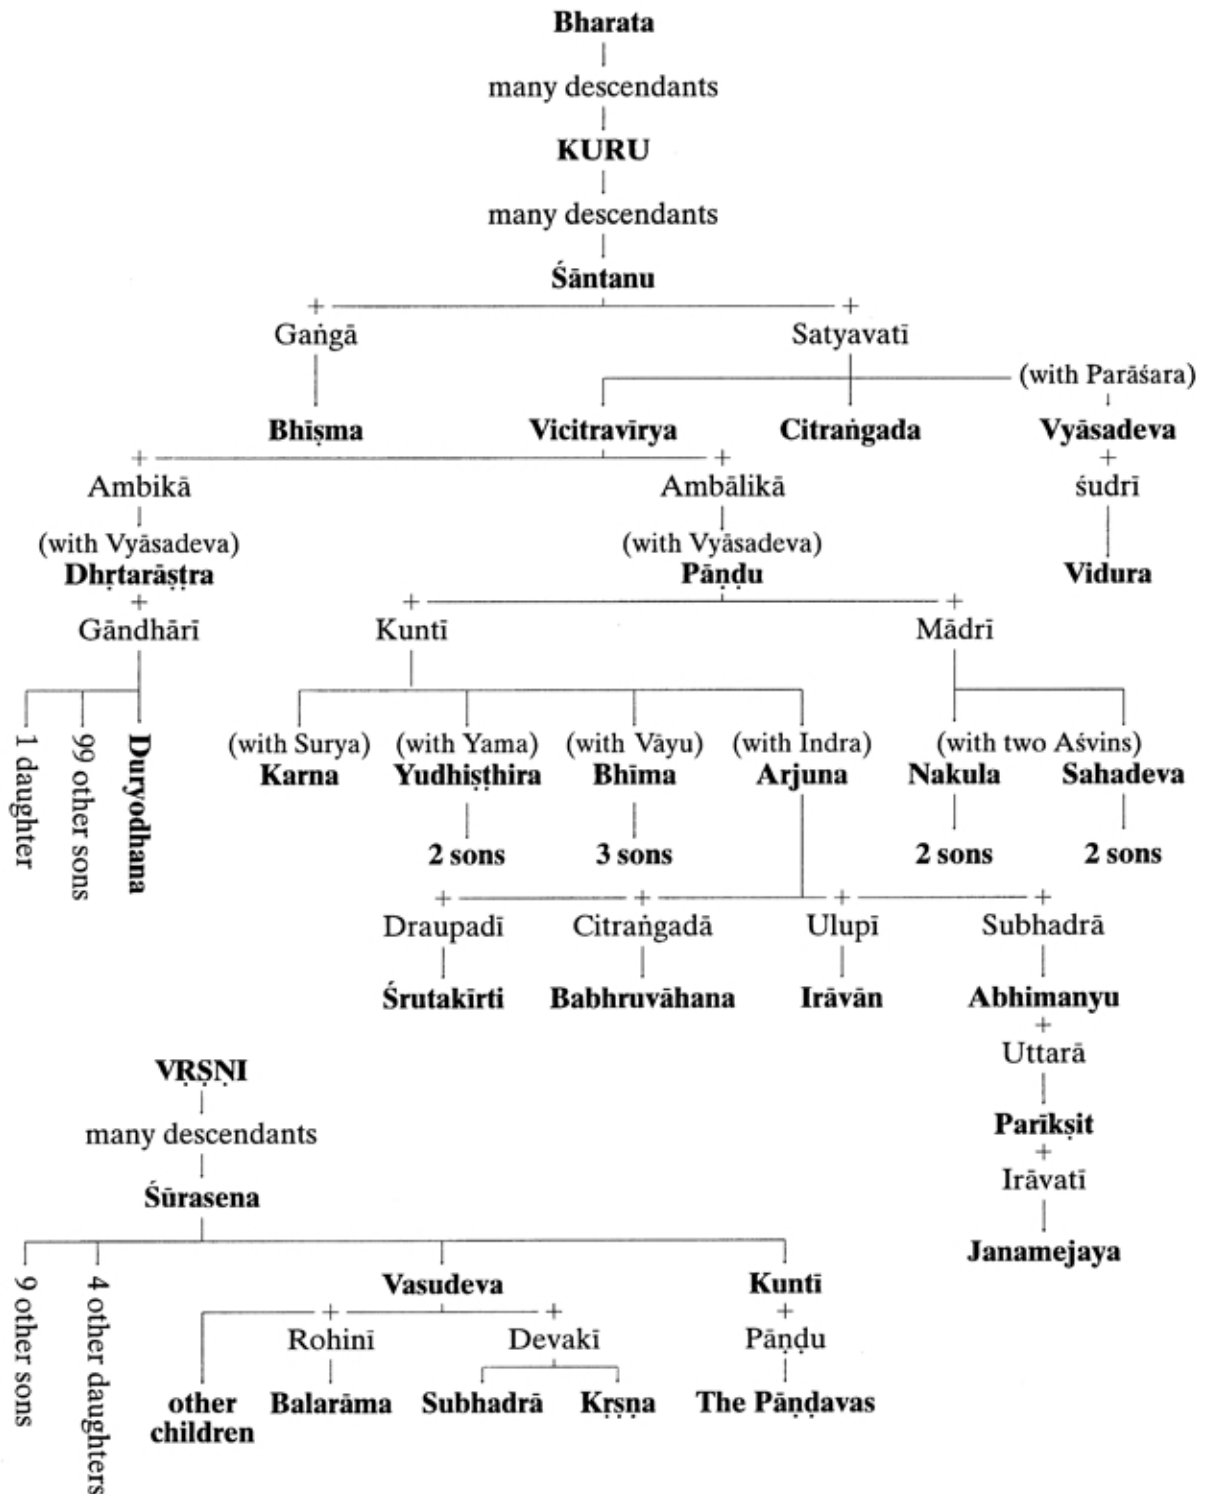 Bharata
many descendants
KURU
many descendants
Śāntanu
+ +
Gaṅgā Satyavatī
(with Parāśara)
Bhīṣma Vicitravīrya Citraṅgada Vyāsadeva
+ + +
Ambikā Ambālikā śudrī
(with Vyāsadeva) (with Vyāsadeva)
Dhṛtarāṣṭra Pāṇḍu Vidura
+ + +
Gāndhārī Kuntī Mādrī
1 daughter
99 other sons
Duryodhana
(with Surya) (with Yama) (with Vāyu) (with Indra) (with two Aśvins)
Karna Yudhiṣṭhira Bhīma Arjuna Nakula Sahadeva
2 sons 3 sons 2 sons 2 sons
+ + + +
Draupadī Citraṅgadā Ulupī Subhadrā
Śrutakīrti Babhruvāhana Irāvān Abhimanyu
+
Uttarā
Parīkṣit
+
Irāvatī
Janamejaya
VṚṢṆI
many descendants
Śūrasena
9 other sons
4 other daughters
Vasudeva Kuntī
+ + +
Rohinī Devakī Pāṇḍu
other Balarāma Subhadrā Kṛṣṇa The Pāṇḍavas
children